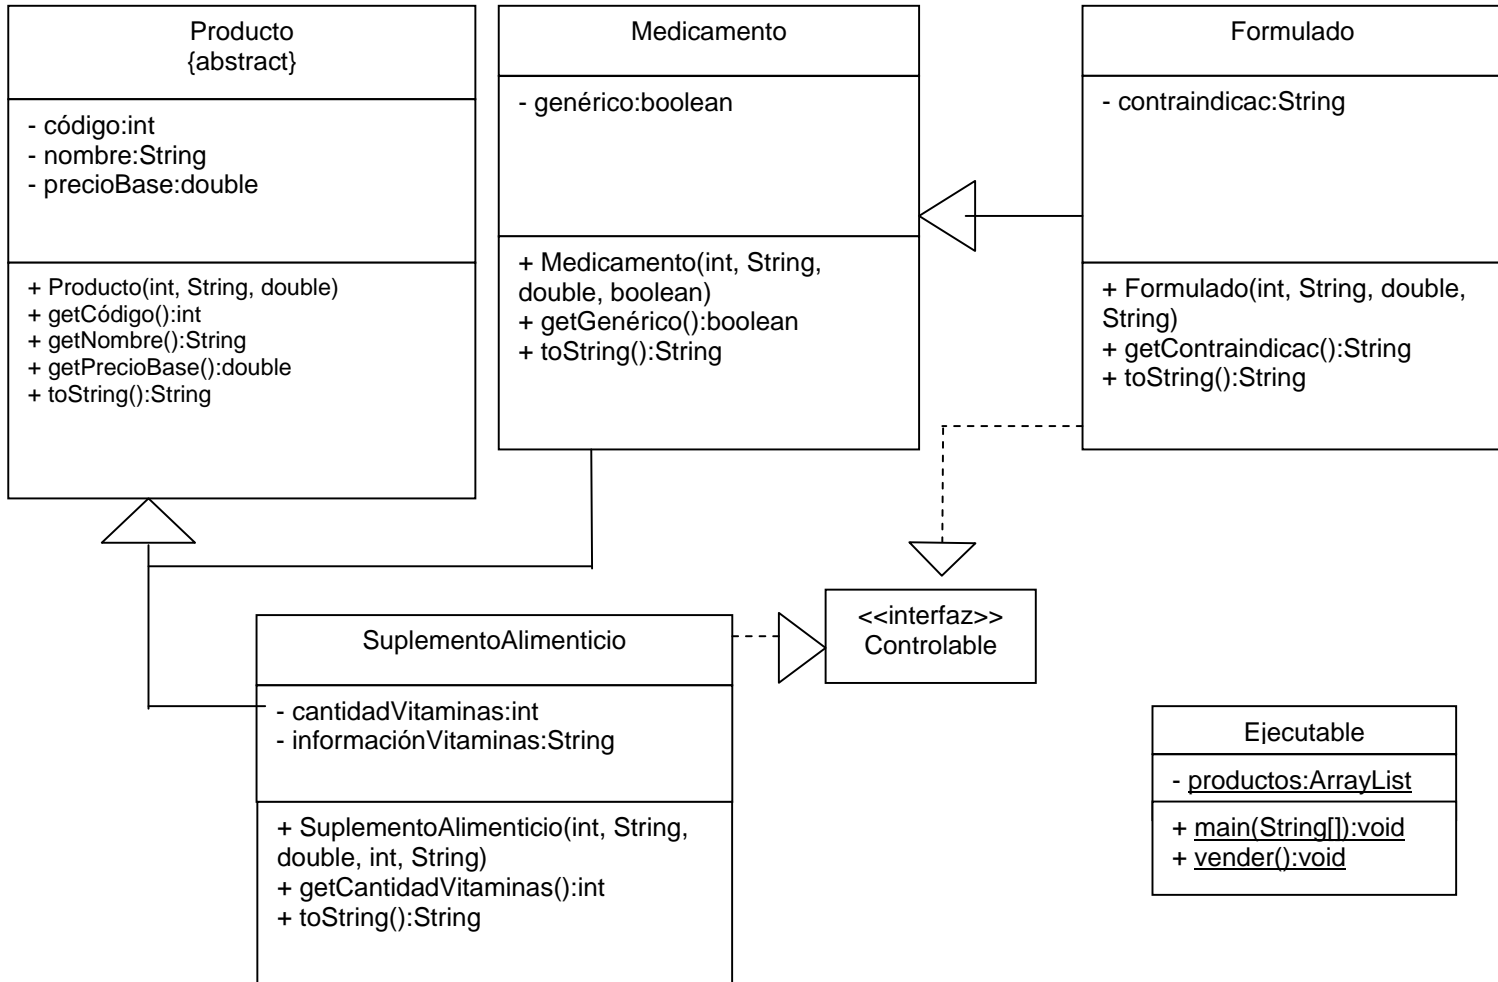 Producto
{abstract}
- código:int
- nombre:String
- precioBase:double
+ Producto(int, String, double)
+ getCódigo():int
+ getNombre():String
+ getPrecioBase():double
+ toString():String
Medicamento
- genérico:boolean
+ Medicamento(int, String,
double, boolean)
+ getGenérico():boolean
+ toString():String
Formulado
- contraindicac:String
+ Formulado(int, String, double,
String)
+ getContraindicac():String
+ toString():String
SuplementoAlimenticio
- cantidadVitaminas:int
- informaciónVitaminas:String
+ SuplementoAlimenticio(int, String,
double, int, String)
+ getCantidadVitaminas():int
+ toString():String
<<interfaz>>
Controlable
Ejecutable
- productos:ArrayList
+ main(String[]):void
+ vender():void